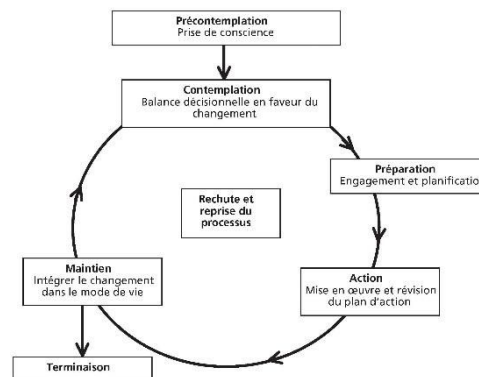 Précontemplation
Prise de conscience
Contemplation
Balance décisionnelle en faveur du
changement
Préparation
Engagement et planificatio
Rechute et
reprise du
processus
Maintien
Intégrer le changement
dans le mode de vie
Action
Mise en œuvre et révision
du plan d'action
Terminaison